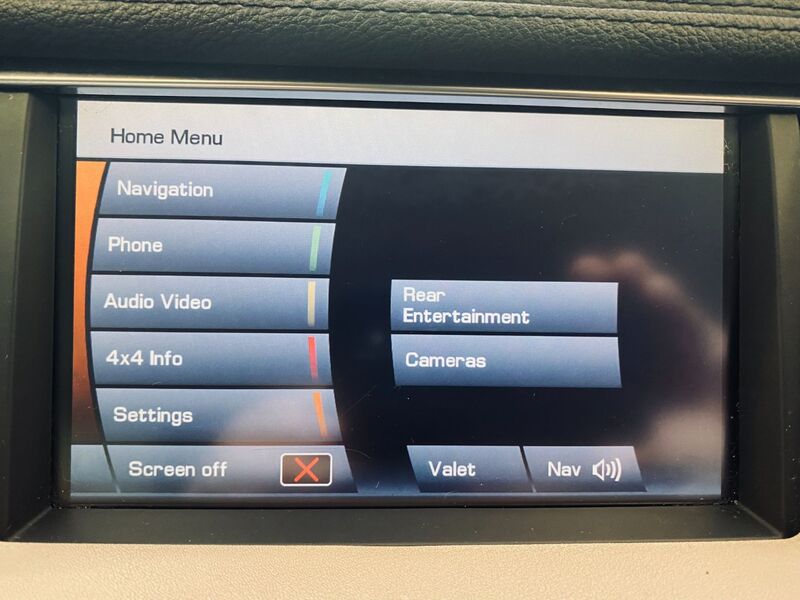 Home Menu
Navigation
Phone
Audio Video
4x4 Info
Settings
Screen off
Rear
Entertainment
Cameras
Valet
Nav